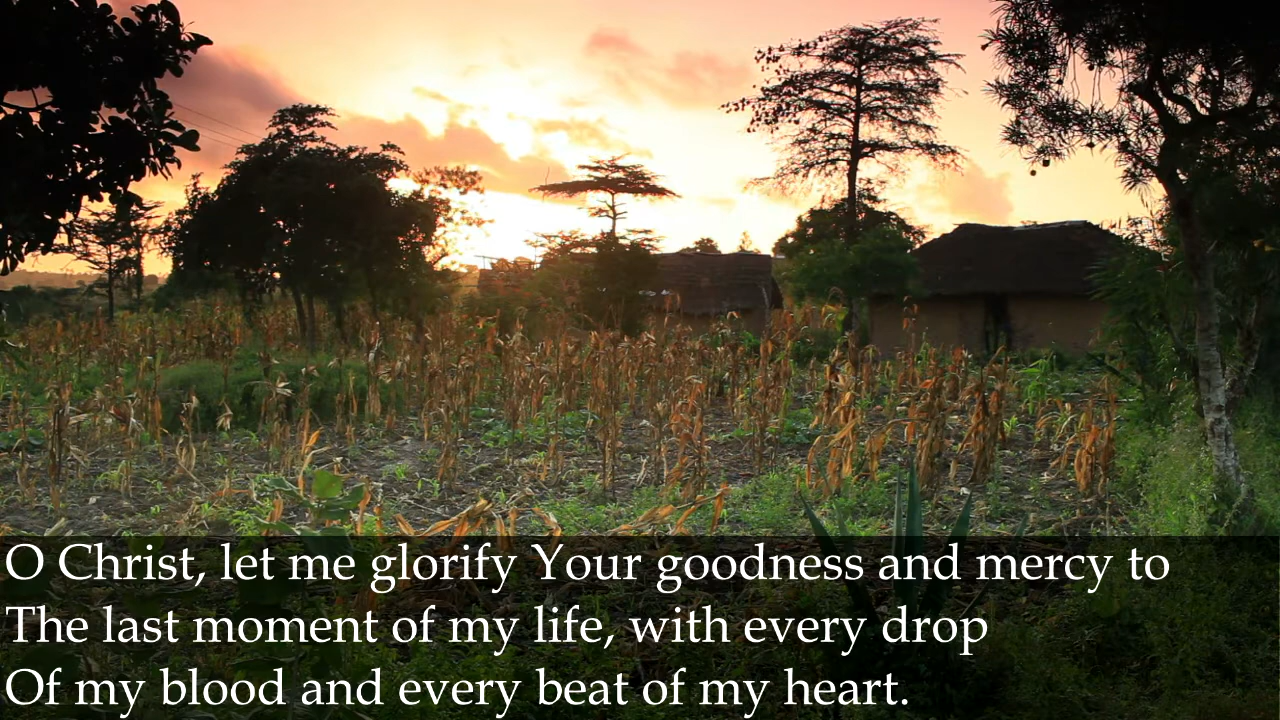 O Christ, let me glorify Your goodness and mercy to
The last moment of my life, with every drop
Of my blood and every beat of my heart.